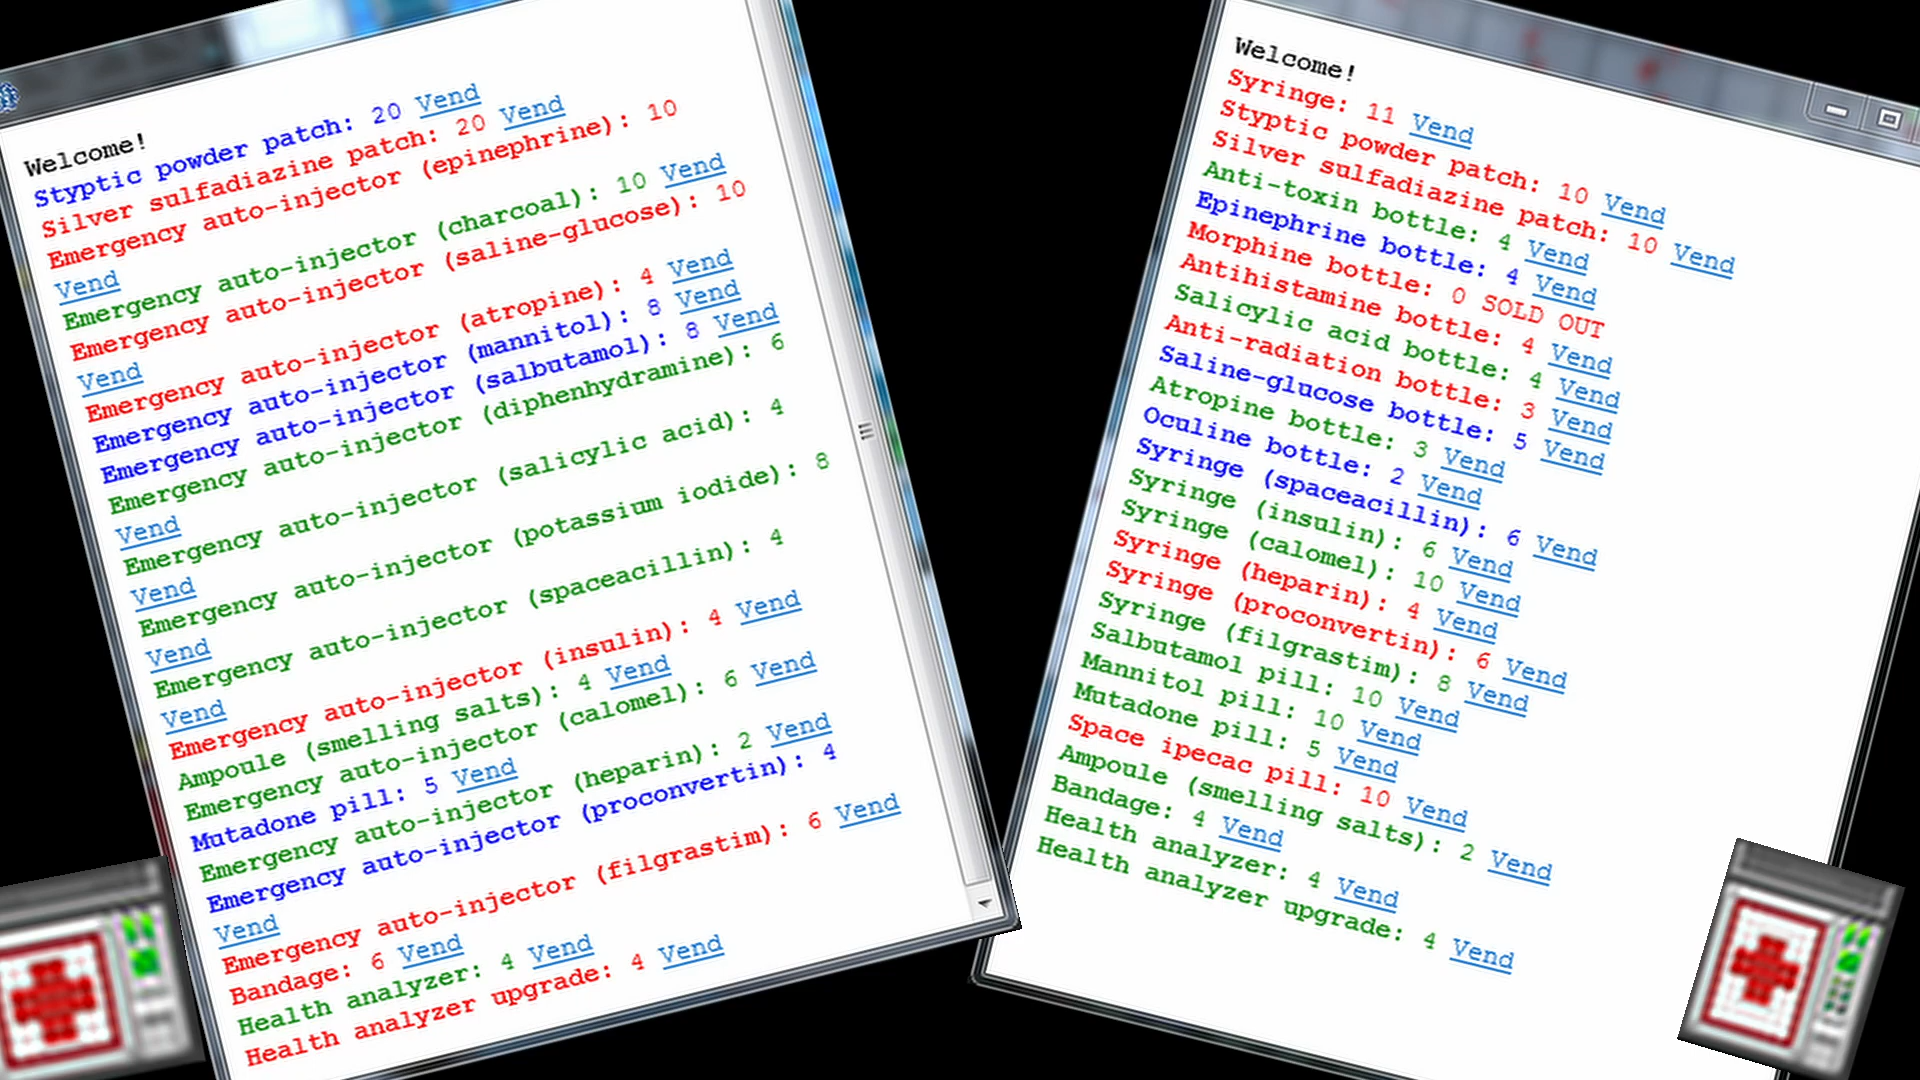 Welcome!
Styptic powder patch: 20 Vend
Silver sulfadiazine patch: 20 Vend
Emergency auto-injector (epinephrine): 10
Vend
Emergency auto-injector (charcoal): 10 Vend
Emergency auto-injector (saline-glucose): 10
Vend
Emergency auto-injector (atropine): 4 Vend
Emergency auto-injector (mannitol): 8 Vend
Emergency auto-injector (salbutamol): 8 Vend
Emergency auto-injector (diphenhydramine): 6
Vend
Emergency auto-injector (salicylic acid): 4
Vend
Emergency auto-injector (potassium iodide): 8
Vend
Emergency auto-injector (spaceacillin): 4
Vend
Emergency auto-injector (insulin): 4 Vend
Ampoule (smelling salts): 4 Vend
Emergency auto-injector (calomel): 6 Vend
Mutadone pill: 5 Vend
Emergency auto-injector (heparin): 2 Vend
Emergency auto-injector (proconvertin): 4
Vend
Emergency auto-injector (filgrastim): 6 Vend
Bandage: 6 Vend
Health analyzer: 4 Vend
Health analyzer upgrade: 4 Vend
Welcome!
Syringe: 11 Vend
Styptic powder patch: 10 Vend
Silver sulfadiazine patch: 10 Vend
Anti-toxin bottle: 4 Vend
Epinephrine bottle: 4 Vend
Morphine bottle: 0 SOLD OUT
Antihistamine bottle: 4 Vend
Salicylic acid bottle: 4 Vend
Anti-radiation bottle: 3 Vend
Saline-glucose bottle: 5 Vend
Atropine bottle: 3 Vend
Oculine bottle: 2 Vend
Syringe (spaceacillin): 6 Vend
Syringe (insulin): 6 Vend
Syringe (calomel): 10 Vend
Syringe (heparin): 4 Vend
Syringe (proconvertin): 6 Vend
Syringe (filgrastim): 8 Vend
Salbutamol pill: 10 Vend
Mannitol pill: 10 Vend
Mutadone pill: 5 Vend
Space ipecac pill: 10 Vend
Ampoule (smelling salts): 2 Vend
Bandage: 4 Vend
Health analyzer: 4 Vend
Health analyzer upgrade: 4 Vend